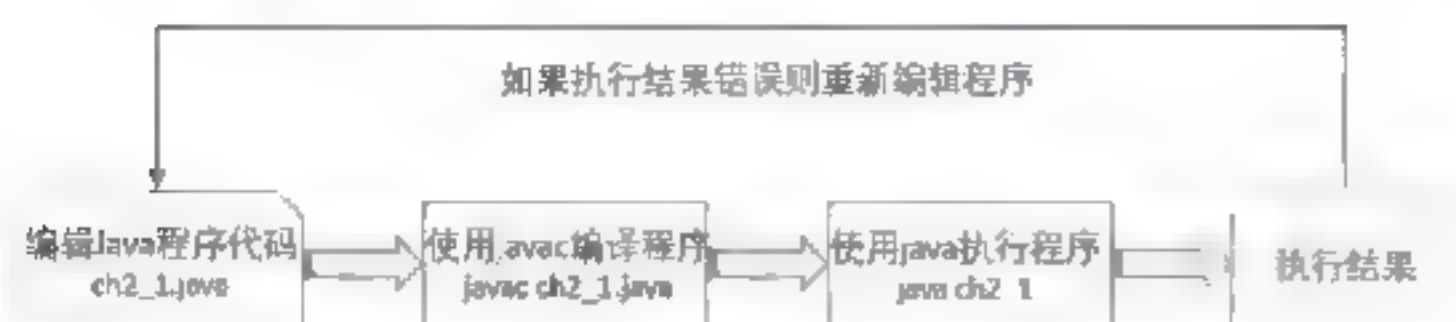 如果执行结果错误则重新编辑程序
编辑Java程序代码
ch2_1.java
使用javac编译程序
javac ch2_1.java
使用java执行程序
java ch2_1
执行结果